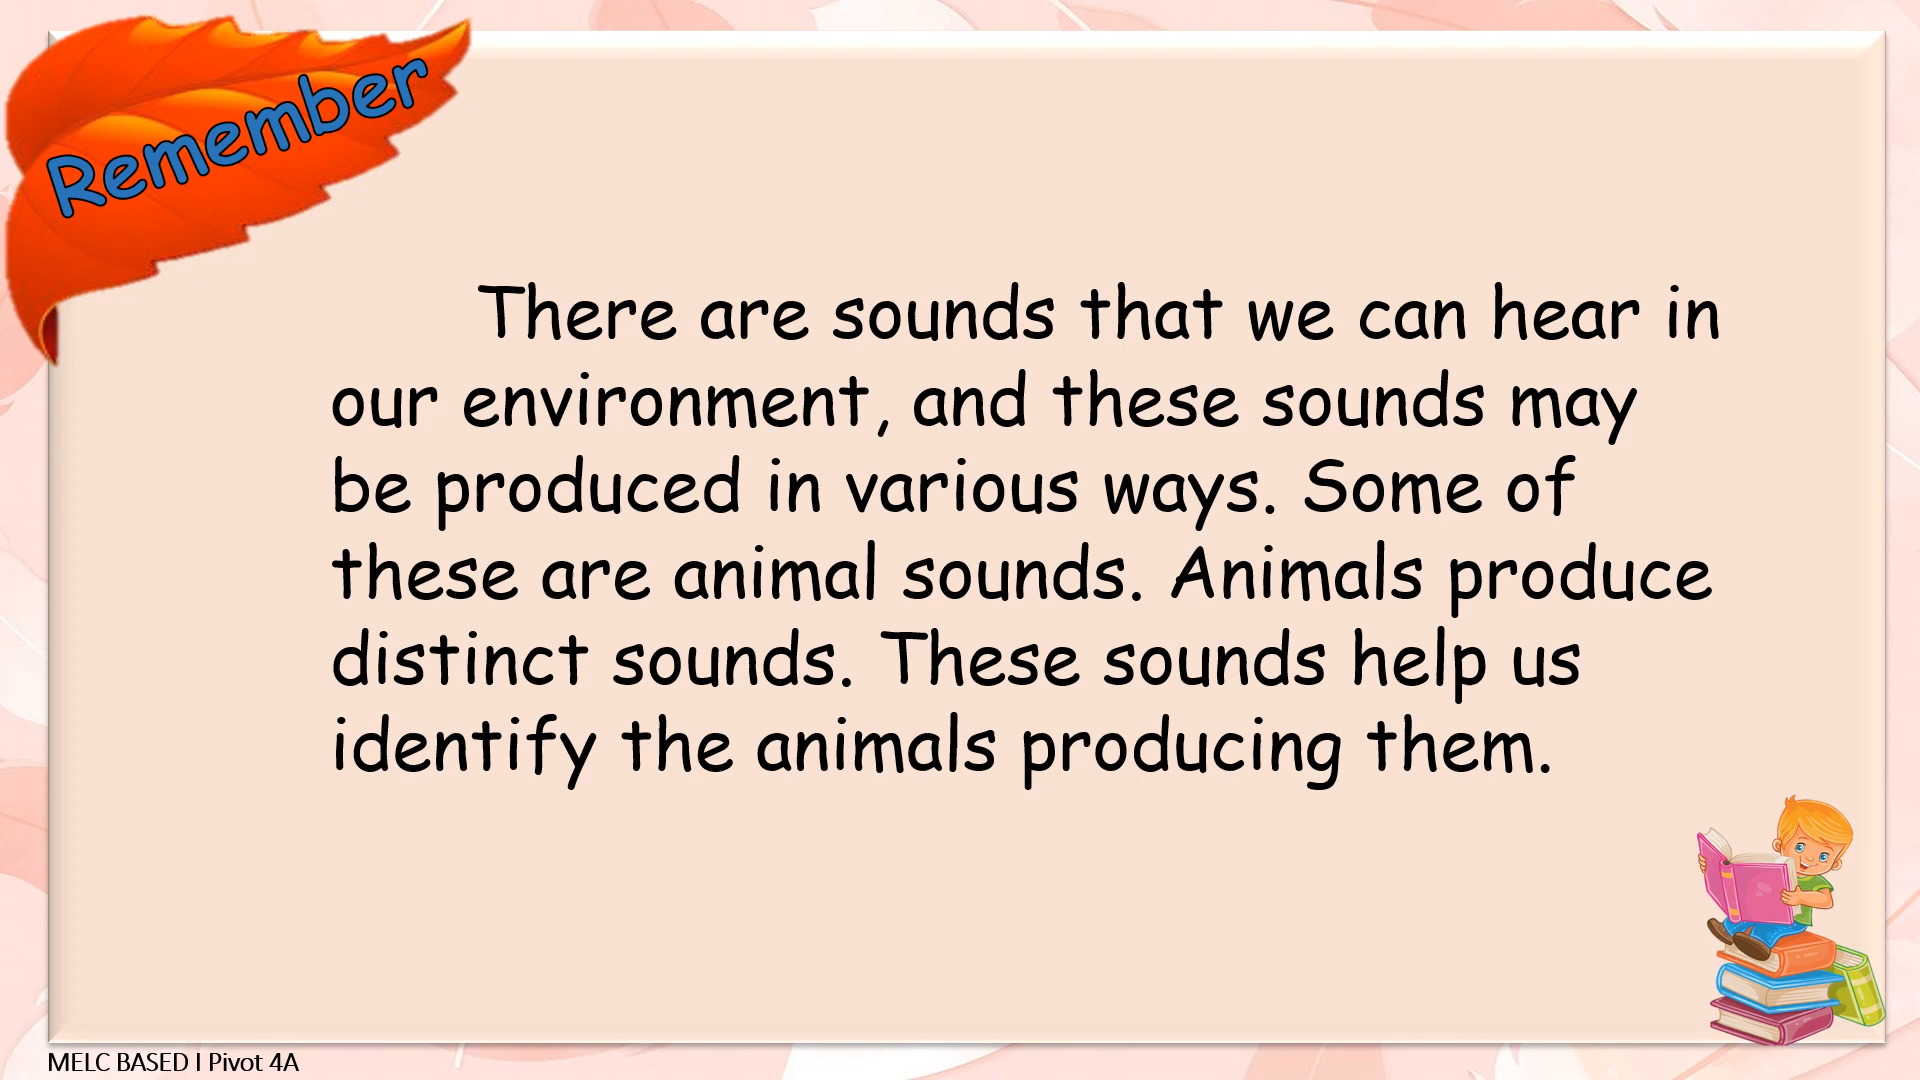 Remember
There are sounds that we can hear in
our environment, and these sounds may
be produced in various ways. Some of
these are animal sounds. Animals produce
distinct sounds. These sounds help us
identify the animals producing them.
MELC BASED I Pivot 4A